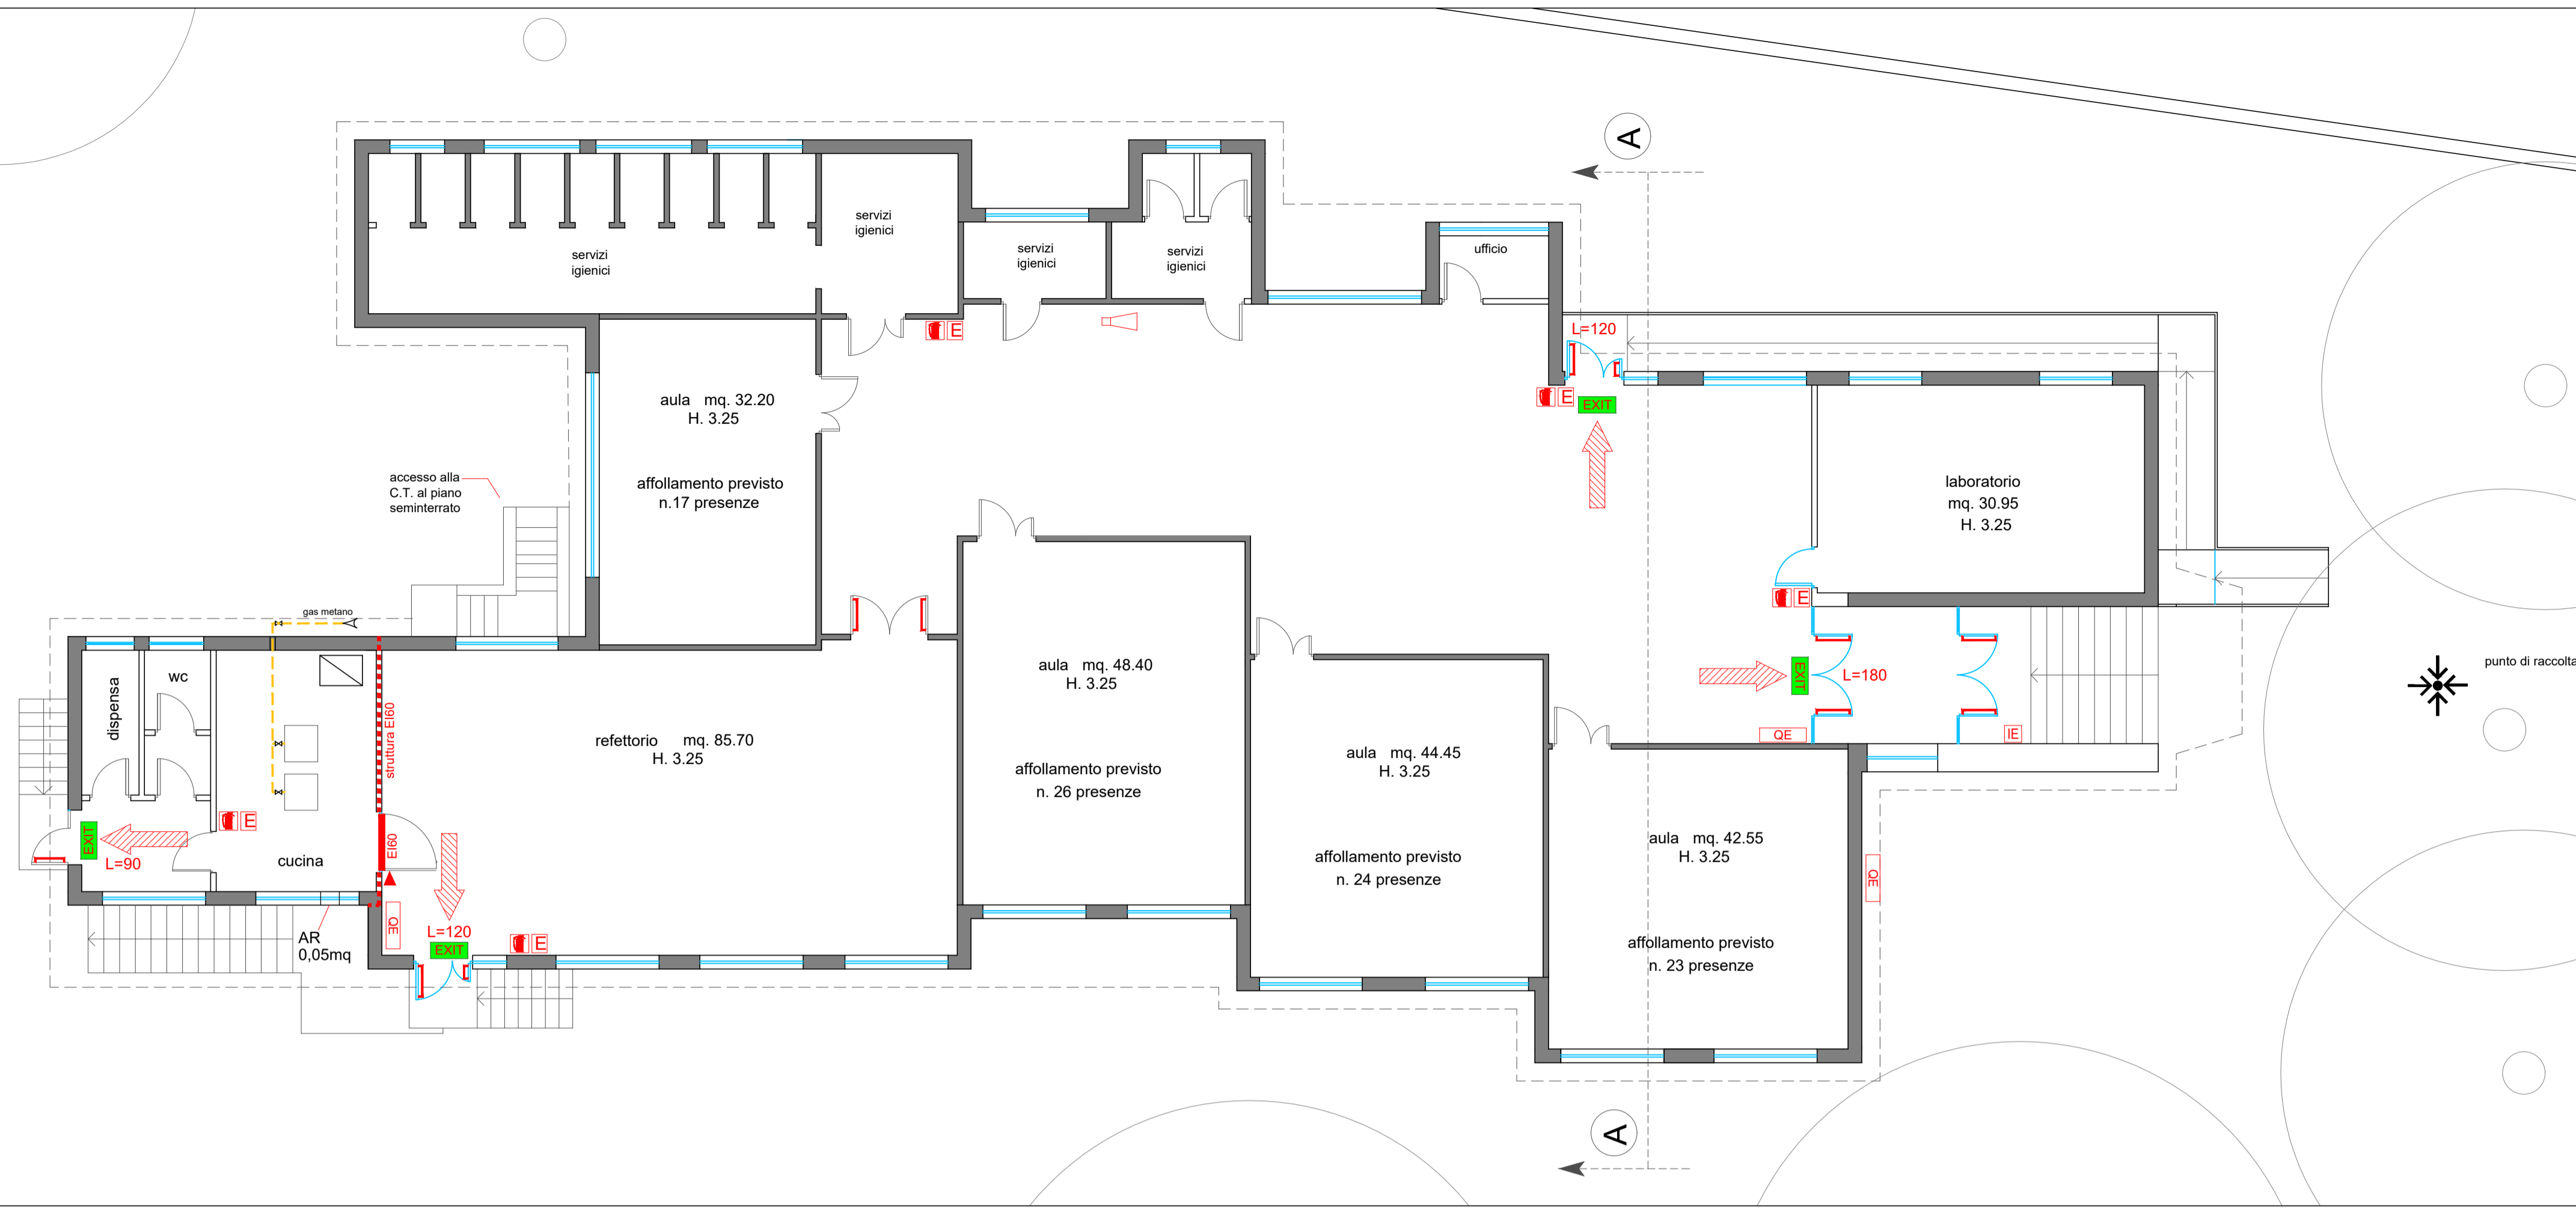 A
servizi
igienici
servizi
igienici
servizi
igienici
servizi
igienici
ufficio
E
L=120
E
EXIT
aula mq. 32.20
H. 3.25
affollamento previsto
n.17 presenze
accesso alla
C.T. al piano
seminterrato
laboratorio
mq. 30.95
H. 3.25
E
gas metano
dispensa
wc
struttura EI60
refettorio mq. 85.70
H. 3.25
aula mq. 48.40
H. 3.25
affollamento previsto
n. 26 presenze
EXIT
L=180
QE
IE
punto di raccolta
aula mq. 44.45
H. 3.25
affollamento previsto
n. 24 presenze
aula mq. 42.55
H. 3.25
affollamento previsto
n. 23 presenze
QE
E
EXIT
L=90
cucina
EI60
QE
L=120
EXIT
E
AR
0,05mq
A